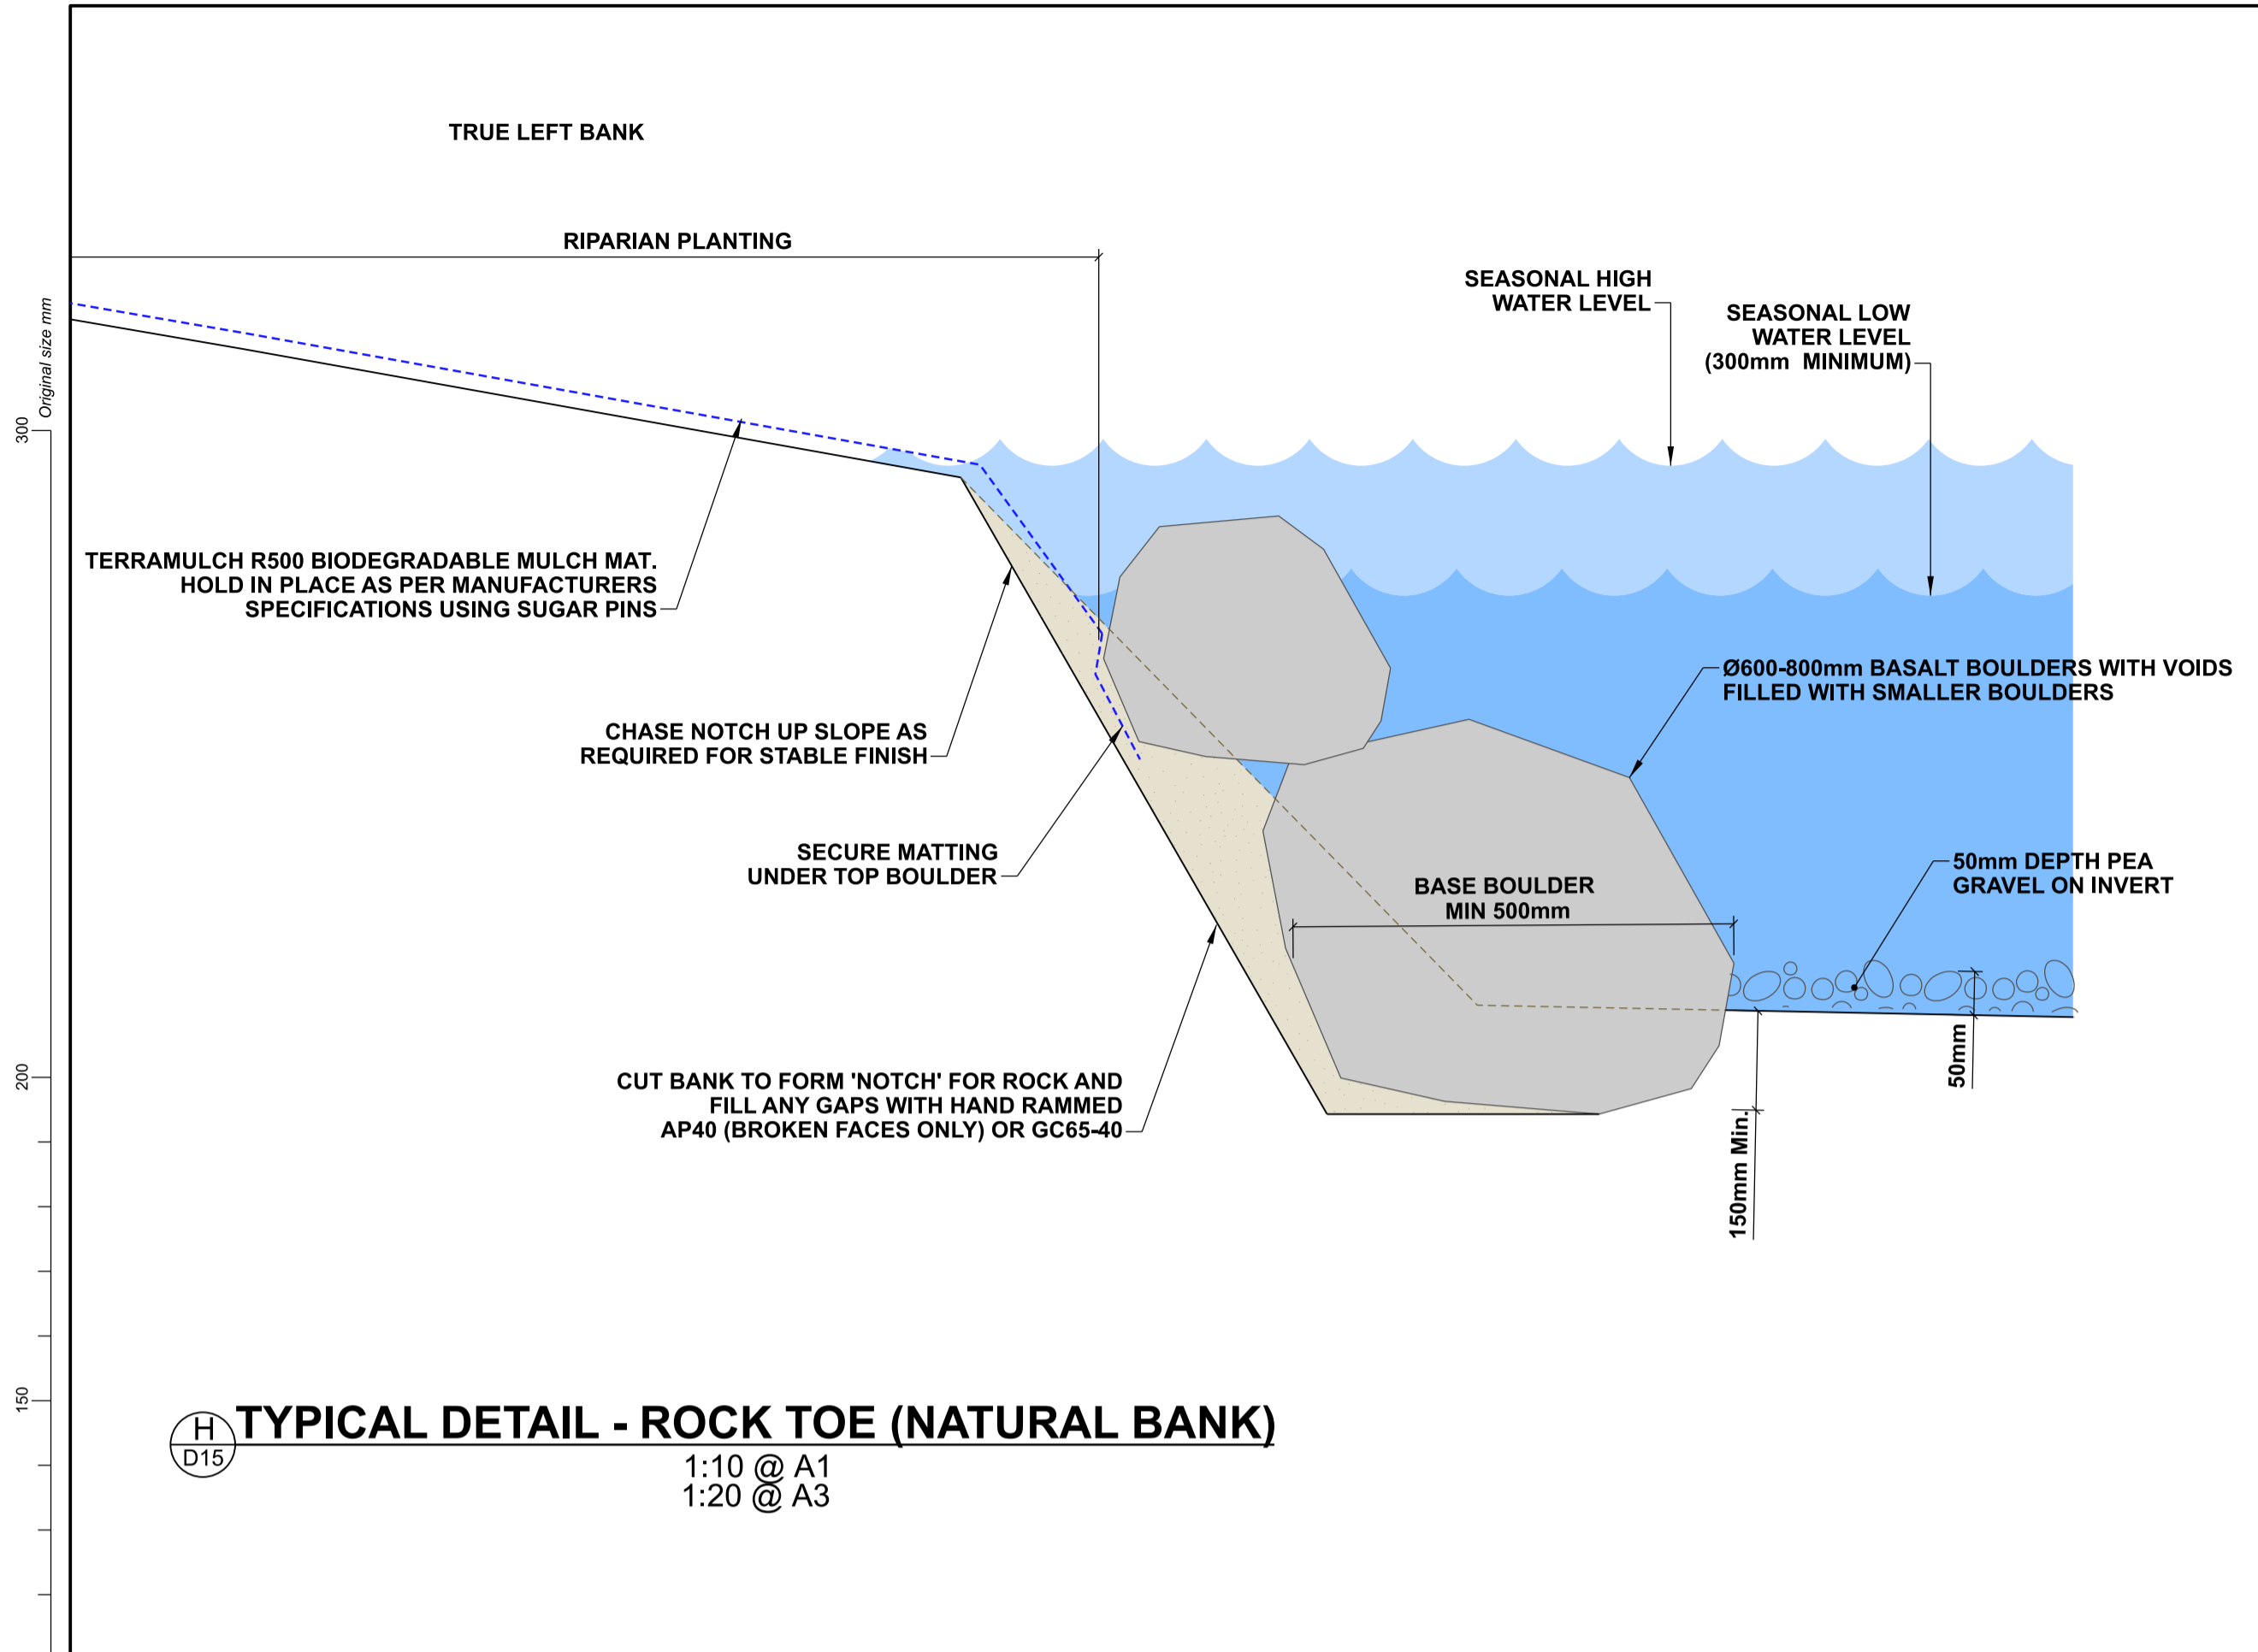 TRUE LEFT BANK
RIPARIAN PLANTING
SEASONAL HIGH
WATER LEVEL
SEASONAL LOW
WATER LEVEL
(300mm  MINIMUM)
Original size mm
300
TERRAMULCH R500 BIODEGRADABLE MULCH MAT.
HOLD IN PLACE AS PER MANUFACTURERS
SPECIFICATIONS USING SUGAR PINS
Ø600-800mm BASALT BOULDERS WITH VOIDS
FILLED WITH SMALLER BOULDERS
CHASE NOTCH UP SLOPE AS
REQUIRED FOR STABLE FINISH
SECURE MATTING
UNDER TOP BOULDER
50mm DEPTH PEA
GRAVEL ON INVERT
BASE BOULDER
MIN 500mm
50mm
200
CUT BANK TO FORM 'NOTCH' FOR ROCK AND
FILL ANY GAPS WITH HAND RAMMED
AP40 (BROKEN FACES ONLY) OR GC65-40
150mm Min.
150
H
D15
TYPICAL DETAIL - ROCK TOE (NATURAL BANK)
1:10 @ A1
1:20 @ A3